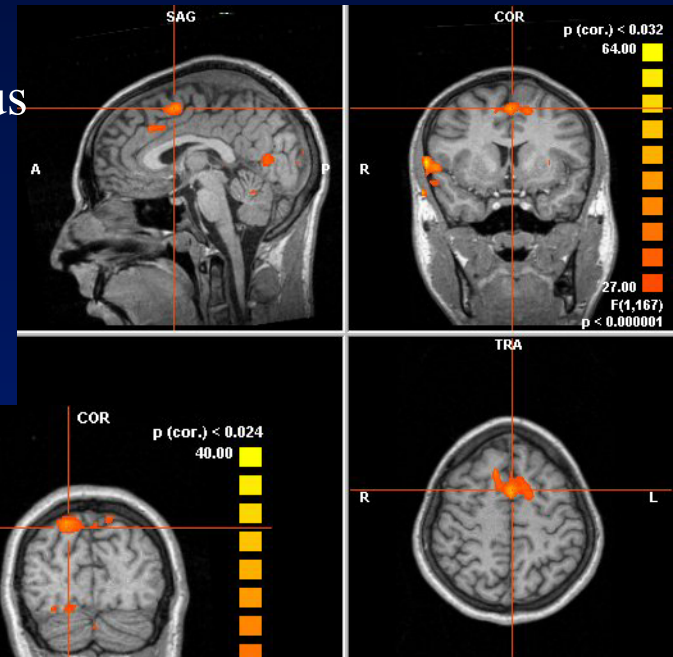 us
SAG
A
P
COR
p (cor.) < 0.032
64.00
R
27.00
F(1,167)
p < 0.000001
TRA
R
L
COR
p (cor.) < 0.024
40.00